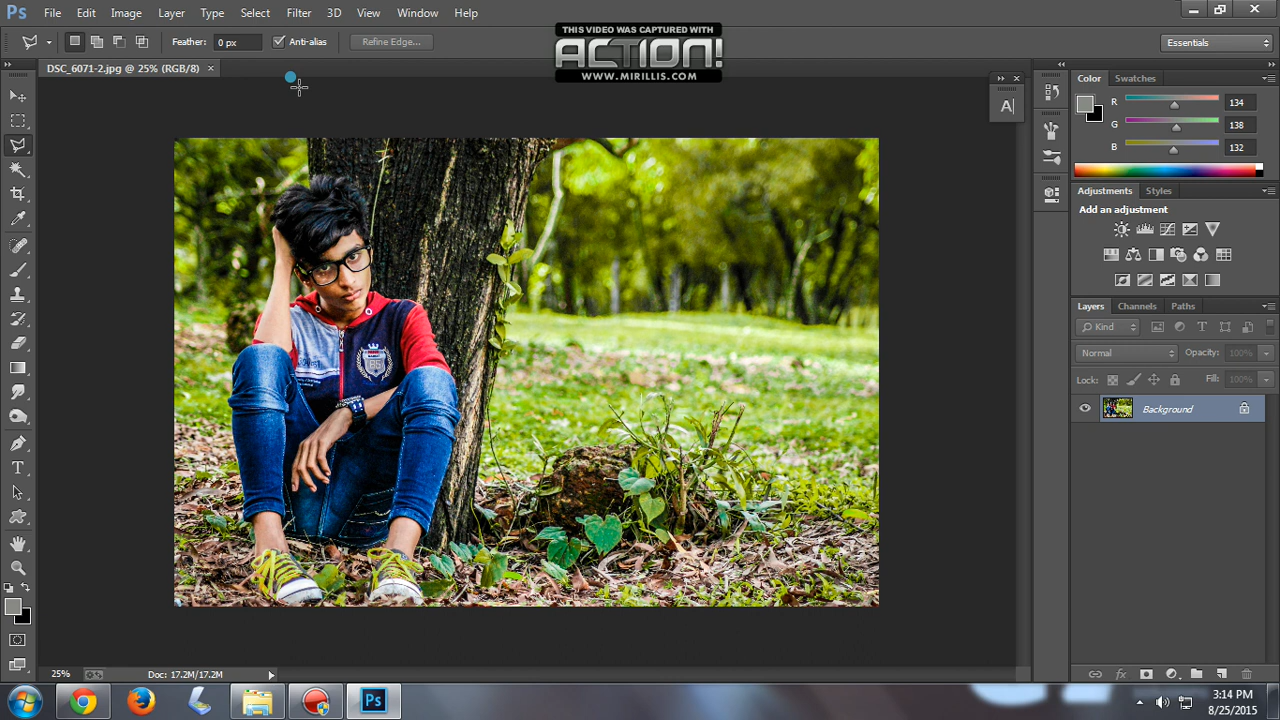 Ps File Edit Image Layer Type Select Filter 3D View Window Help
Feather: 0 px Anti-alias Refine Edge... Essentials
THIS VIDEO WAS CAPTURED WITH
ACTION!
WWW.MIRILLIS.COM
DSC_6071-2.jpg @ 25% (RGB/8) ×
A
Color Swatches
R 134
G 138
B 132
Adjustments Styles
Add an adjustment
Layers Channels Paths
Kind
Normal Opacity: 100%
Lock: Fill: 100%
Background
25% Doc: 17.2M/17.2M
Ps
3:14 PM
8/25/2015